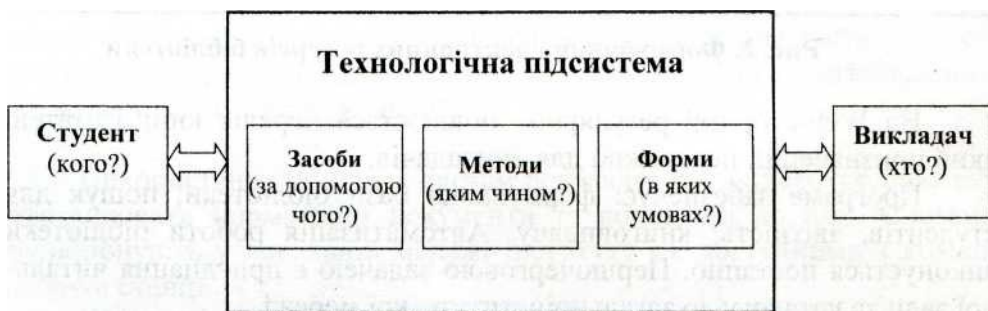 Технологічна підсистема
Студент
(кого?)
Засоби
(за допомогою
чого?)
Методи
(яким чином?)
Форми
(в яких
умовах?)
Викладач
(хто?)